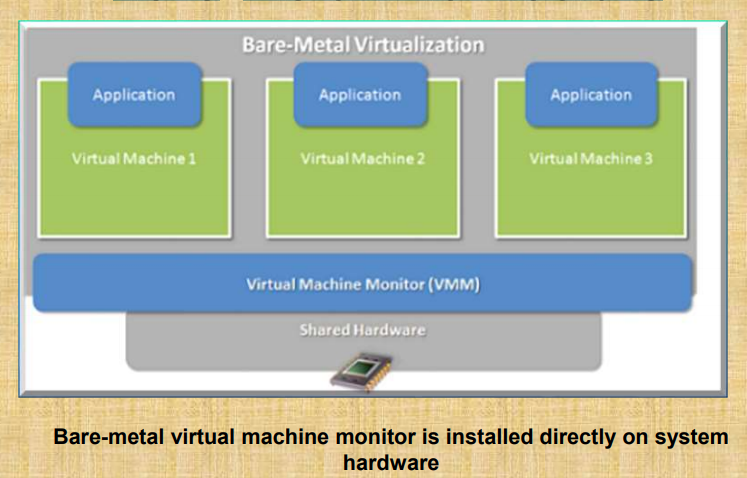 Bare-Metal Virtualization
Application Application Application
Virtual Machine 1 Virtual Machine 2 Virtual Machine 3
Virtual Machine Monitor (VMM)
Shared Hardware
Bare-metal virtual machine monitor is installed directly on system
hardware